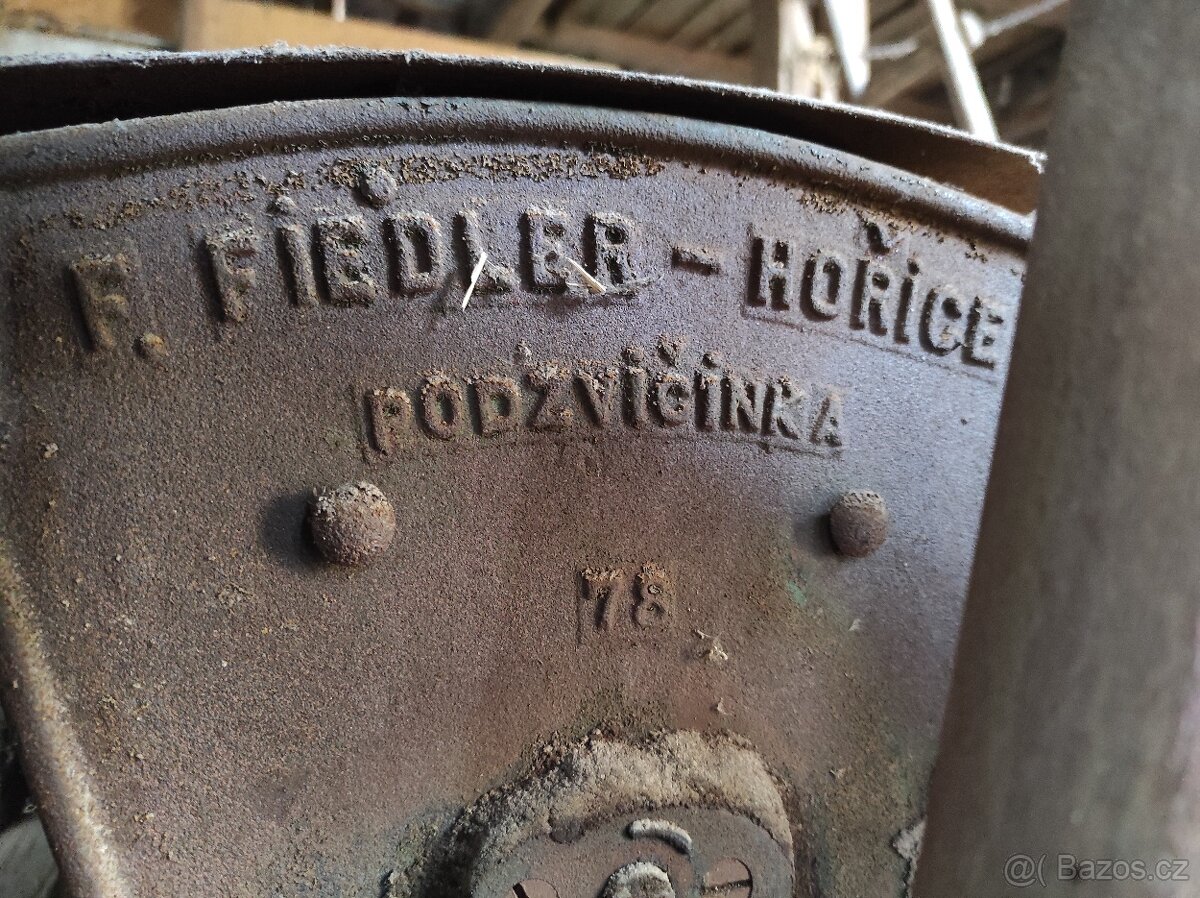 F. FiEDLER - HOŘiCE
PODZViČiNKA
78
@( Bazos.cz